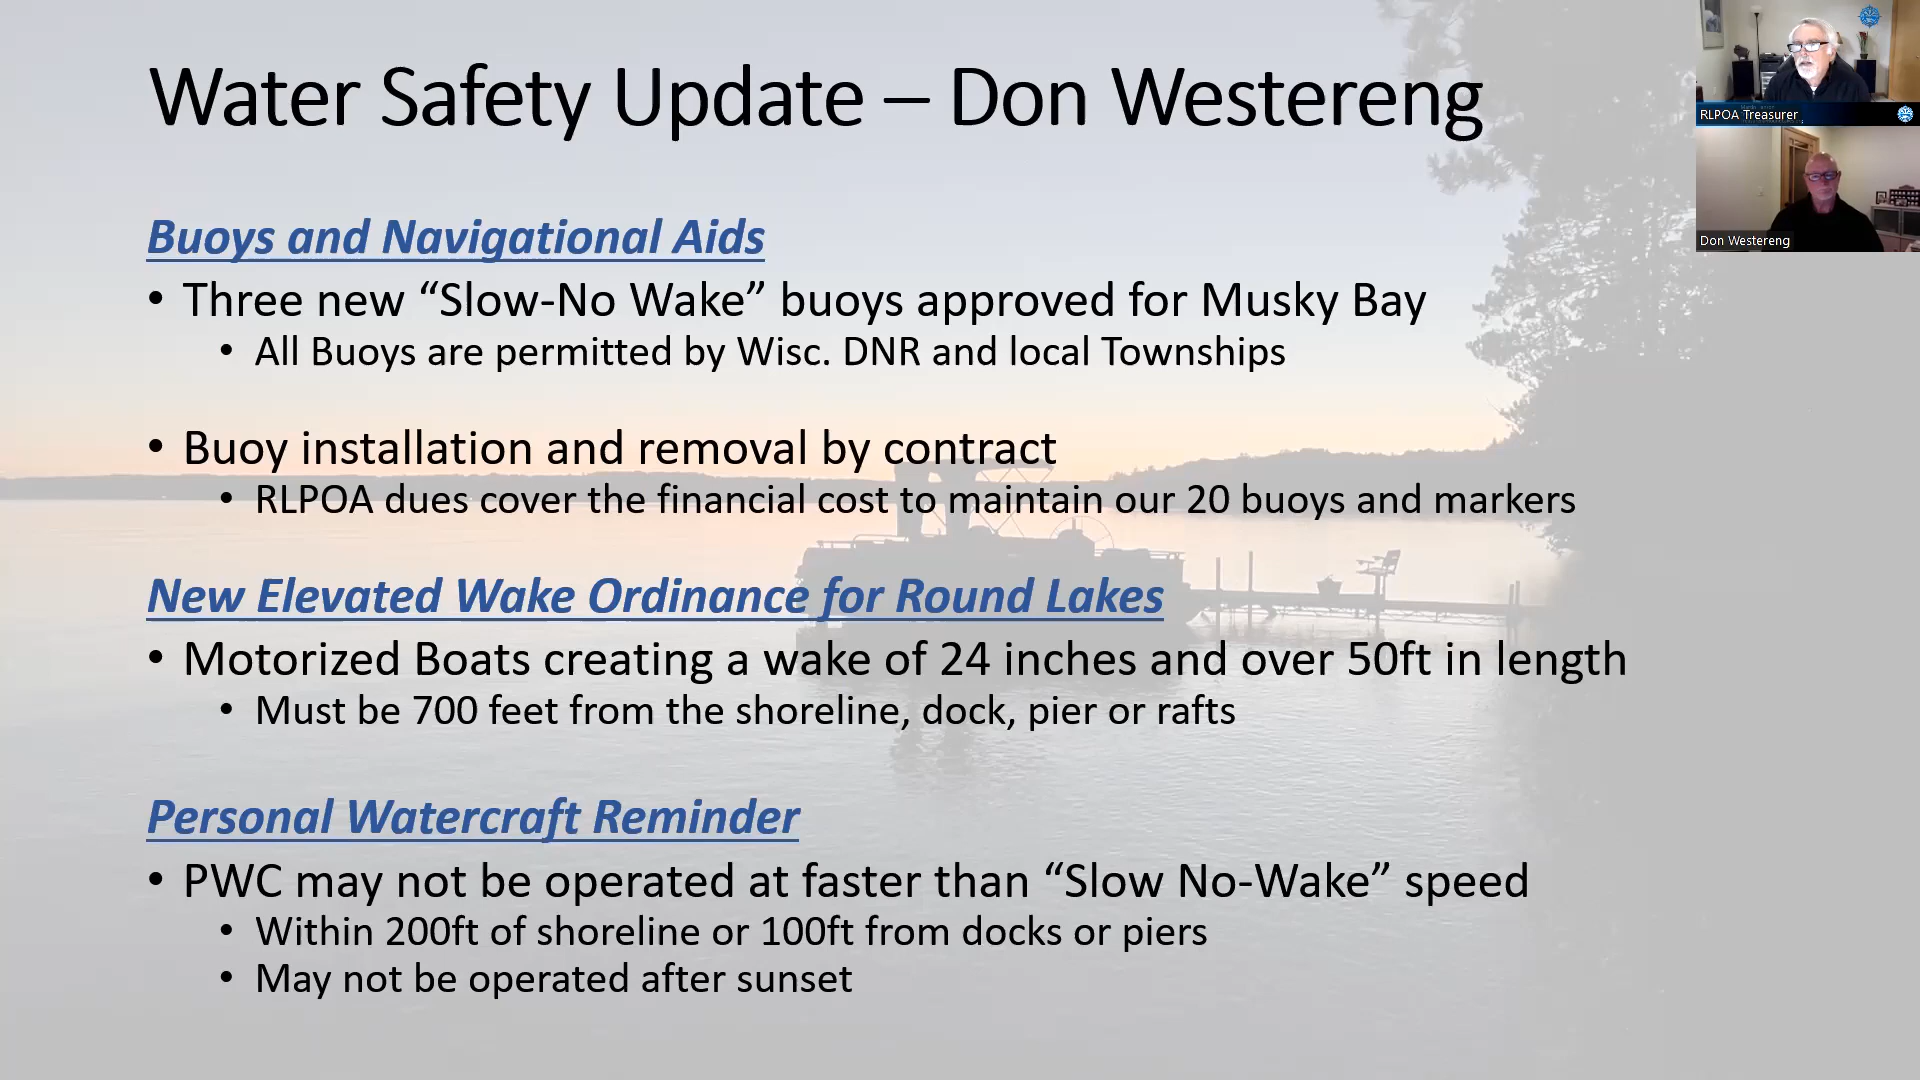 Water Safety Update – Don Westereng
RLPOA Treasurer
Don Westereng
Buoys and Navigational Aids
• Three new “Slow-No Wake” buoys approved for Musky Bay
• All Buoys are permitted by Wisc. DNR and local Townships
• Buoy installation and removal by contract
• RLPOA dues cover the financial cost to maintain our 20 buoys and markers
New Elevated Wake Ordinance for Round Lakes
• Motorized Boats creating a wake of 24 inches and over 50ft in length
• Must be 700 feet from the shoreline, dock, pier or rafts
Personal Watercraft Reminder
• PWC may not be operated at faster than “Slow No-Wake” speed
• Within 200ft of shoreline or 100ft from docks or piers
• May not be operated after sunset